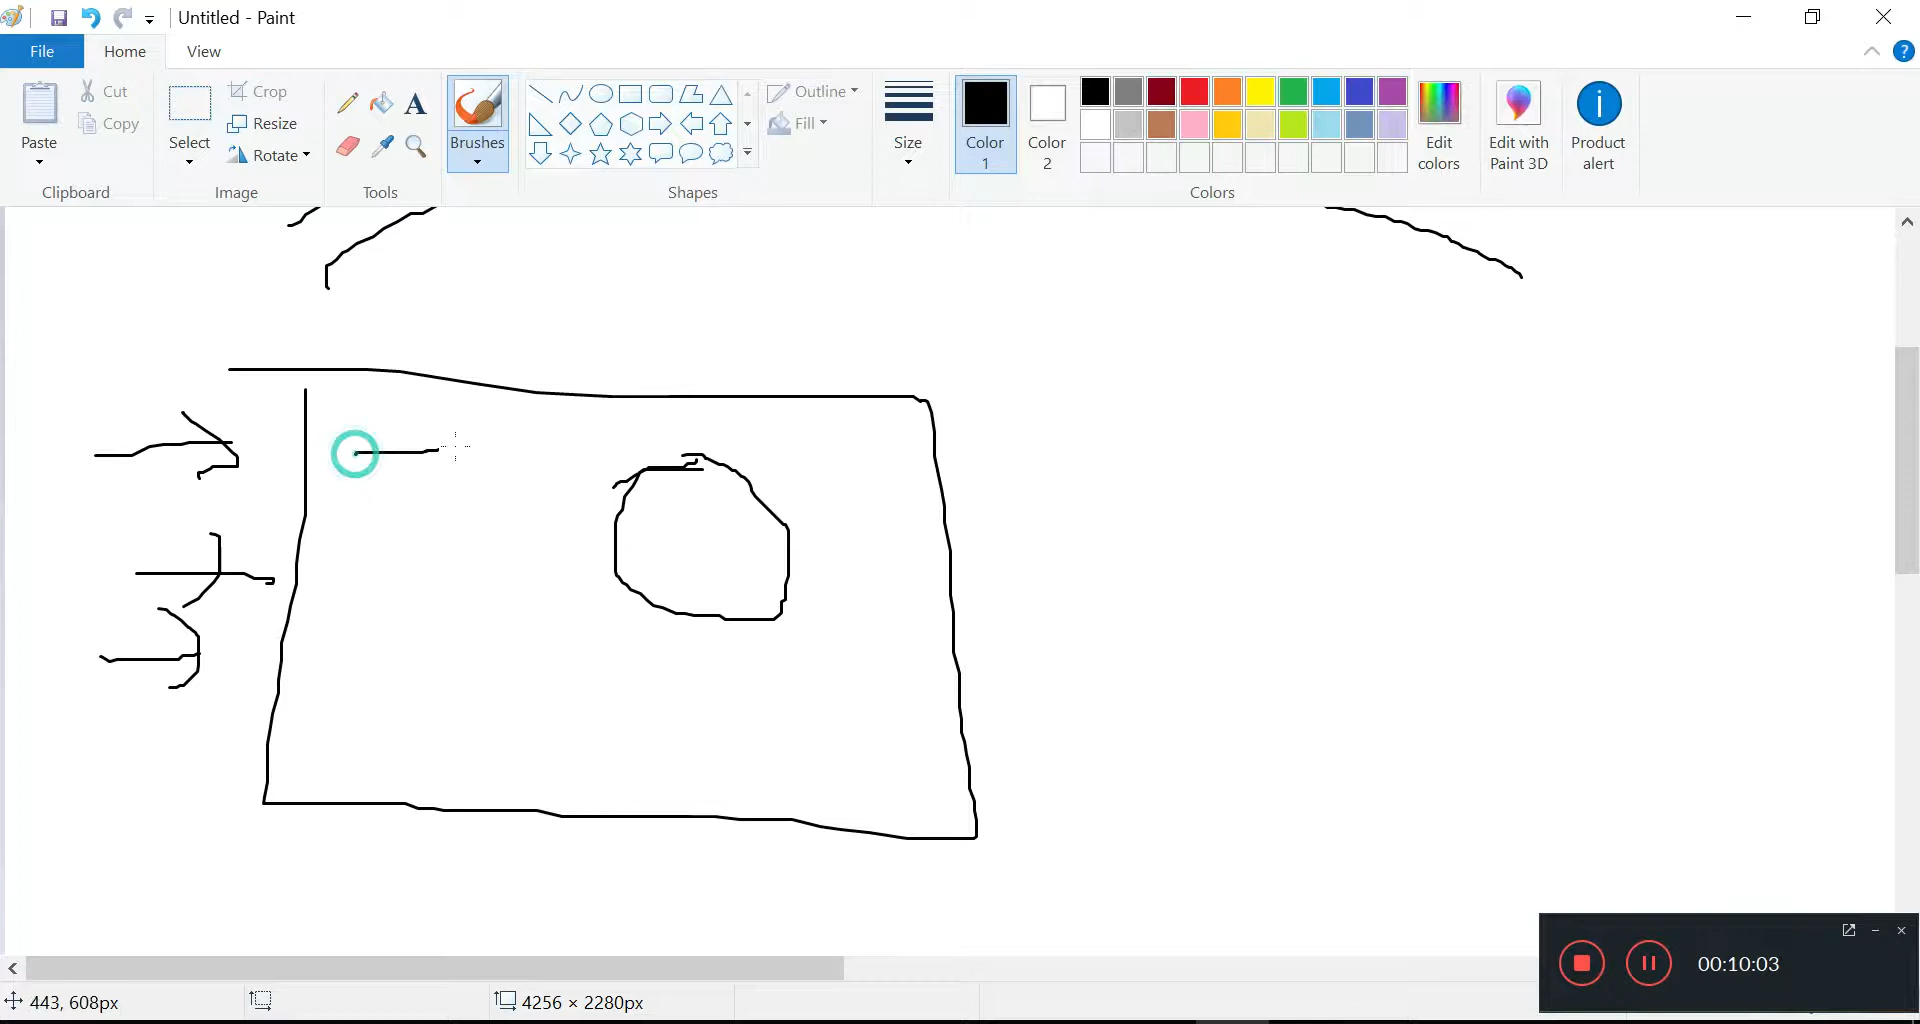 Untitled - Paint
File Home View
Paste Cut Copy Select Crop Resize Rotate A Brushes Outline Fill Size Color 1 Color 2 Edit colors Edit with Paint 3D Product alert
Clipboard Image Tools Shapes Colors
00:10:03
443, 608px 4256 × 2280px